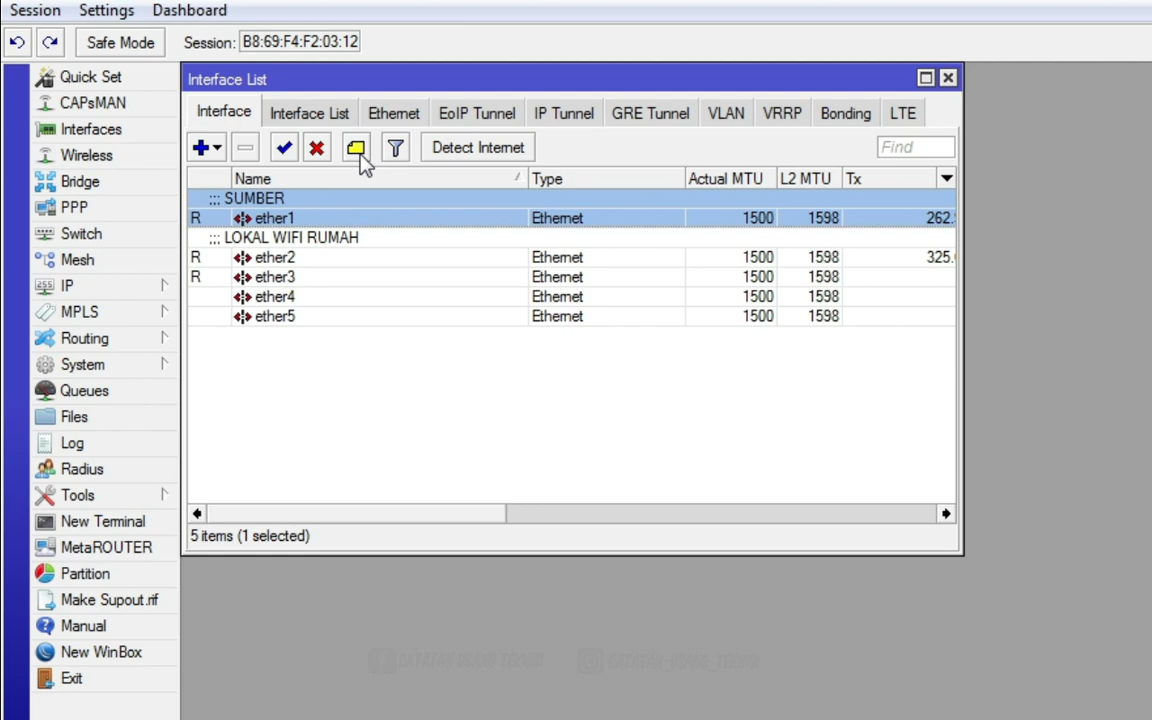 Session Settings Dashboard
Safe Mode Session: B8:69:F4:F2:03:12
Quick Set
CAPsMAN
Interfaces
Wireless
Bridge
PPP
Switch
Mesh
IP
MPLS
Routing
System
Queues
Files
Log
Radius
Tools
New Terminal
MetaROUTER
Partition
Make Supout.rif
Manual
New WinBox
Exit
Interface List
Interface Interface List Ethernet EoIP Tunnel IP Tunnel GRE Tunnel VLAN VRRP Bonding LTE
Detect Internet Find
Name Type Actual MTU L2 MTU Tx
;;; SUMBER
R ether1 Ethernet 1500 1598 262.
;;; LOKAL WIFI RUMAH
R ether2 Ethernet 1500 1598 325.
R ether3 Ethernet 1500 1598
ether4 Ethernet 1500 1598
ether5 Ethernet 1500 1598
5 items (1 selected)